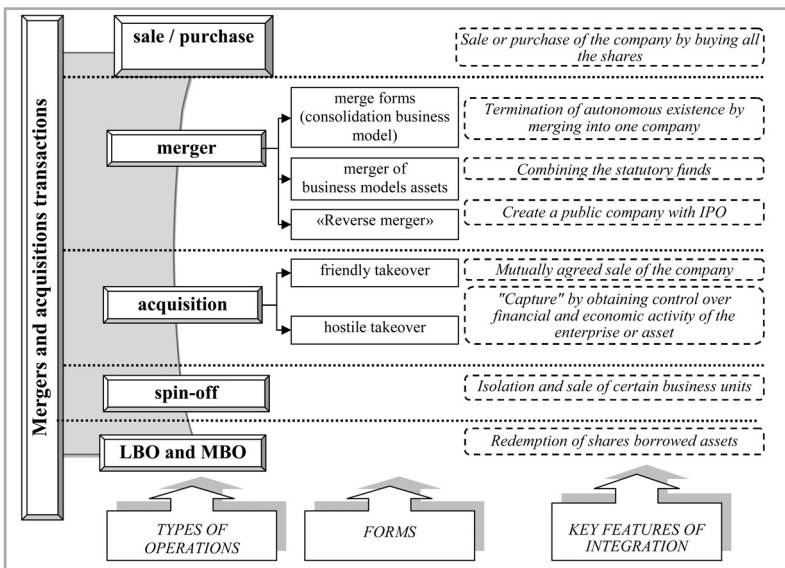 Mergers and acquisitions transactions
sale / purchase
Sale or purchase of the company by buying all
the shares
merger
merge forms
(consolidation business
model)
Termination of autonomous existence by
merging into one company
merger of
business models assets
Combining the statutory funds
«Reverse merger»
Create a public company with IPO
acquisition
friendly takeover
Mutually agreed sale of the company
hostile takeover
"Capture" by obtaining control over
financial and economic activity of the
enterprise or asset
spin-off
Isolation and sale of certain business units
LBO and MBO
Redemption of shares borrowed assets
TYPES OF
OPERATIONS
FORMS
KEY FEATURES OF
INTEGRATION